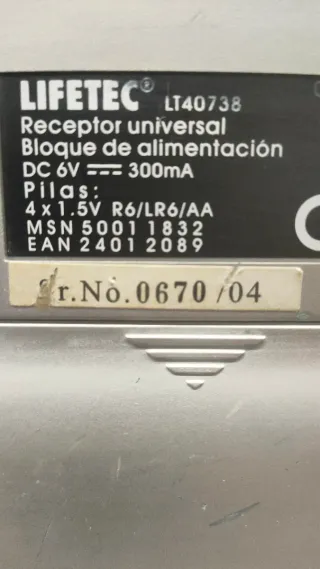 LIFETEC® LT40738
Receptor universal
Bloque de alimentación
DC 6V ⎓ 300mA
Pilas:
4 x 1.5V R6/LR6/AA
MSN 5001 1832
EAN 2401 2089
Sr.No.0670/04